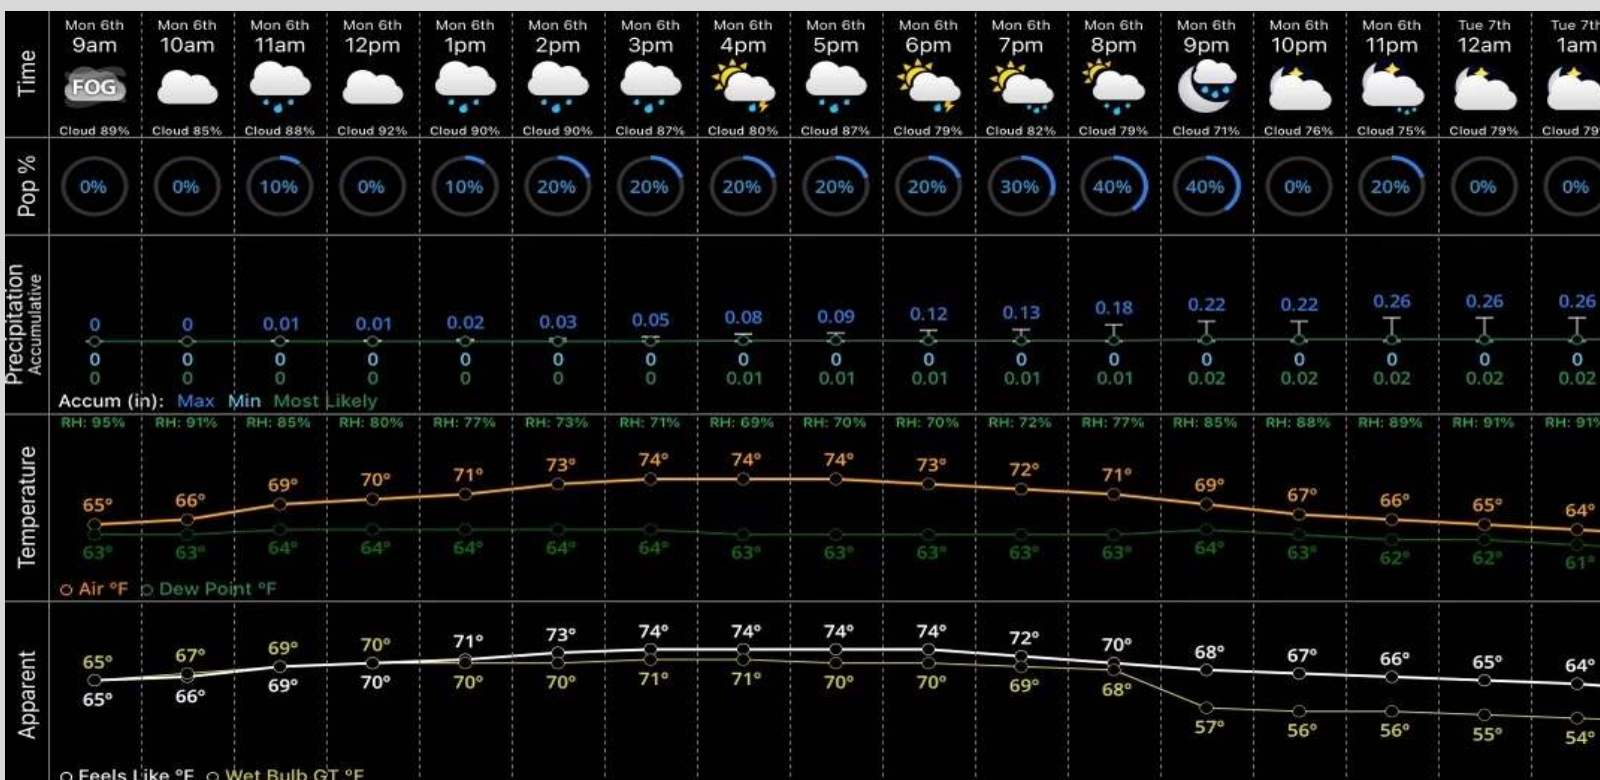 Time
Mon 6th Mon 6th Mon 6th Mon 6th Mon 6th Mon 6th Mon 6th Mon 6th Mon 6th Mon 6th Mon 6th Mon 6th Mon 6th Mon 6th Mon 6th Tue 7th Tue 7th
9am 10am 11am 12pm 1pm 2pm 3pm 4pm 5pm 6pm 7pm 8pm 9pm 10pm 11pm 12am 1am
FOG
Cloud 89% Cloud 85% Cloud 88% Cloud 92% Cloud 90% Cloud 90% Cloud 87% Cloud 80% Cloud 87% Cloud 79% Cloud 82% Cloud 79% Cloud 71% Cloud 76% Cloud 75% Cloud 79% Cloud 79
Pop %
0% 0% 10% 0% 10% 20% 20% 20% 20% 20% 30% 40% 40% 0% 20% 0% 0%
Precipitation
Accumulative
0 0 0.01 0.01 0.02 0.03 0.05 0.08 0.09 0.12 0.13 0.18 0.22 0.22 0.26 0.26 0.26
0 0 0 0 0 0 0 0 0 0 0 0 0 0 0 0 0
0 0 0 0 0 0 0 0.01 0.01 0.01 0.01 0.01 0.02 0.02 0.02 0.02 0.02
Accum (in): Max Min Most Likely
Temperature
RH: 95% RH: 91% RH: 85% RH: 80% RH: 77% RH: 73% RH: 71% RH: 69% RH: 70% RH: 70% RH: 72% RH: 77% RH: 85% RH: 88% RH: 89% RH: 91% RH: 91%
65° 66° 69° 70° 71° 73° 74° 74° 74° 73° 72° 71° 69° 67° 66° 65° 64°
63° 63° 64° 64° 64° 64° 64° 63° 63° 63° 63° 63° 64° 63° 62° 62° 61°
Air °F Dew Point °F
Apparent
65° 67° 69° 70° 71° 73° 74° 74° 74° 74° 72° 70° 68° 67° 66° 65° 64°
65° 66° 69° 70° 70° 70° 71° 71° 70° 70° 69° 68° 57° 56° 56° 55° 54°
Feels Like °F Wet Bulb GT °F